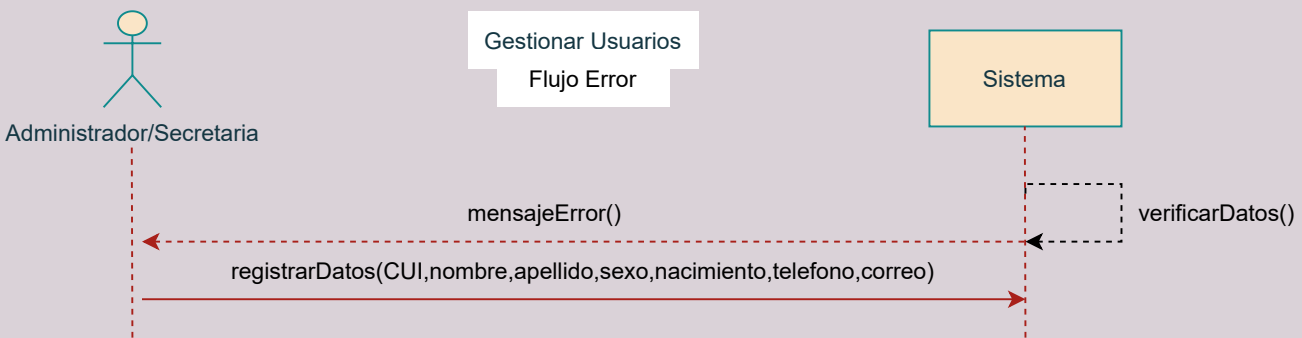 Gestionar Usuarios
Flujo Error
Sistema
Administrador/Secretaria
mensajeError()
verificarDatos()
registrarDatos(CUI,nombre,apellido,sexo,nacimiento,telefono,correo)